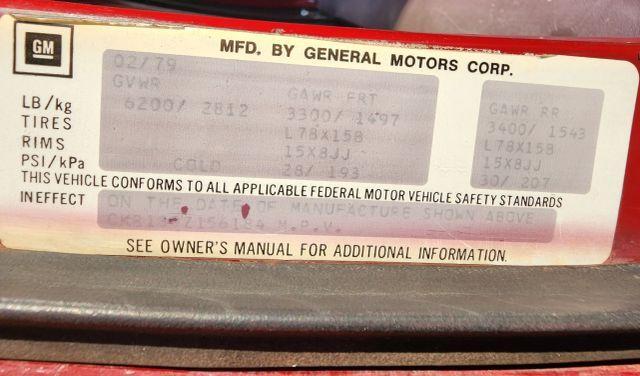 GM
MFD. BY GENERAL MOTORS CORP.
02/79
GVWR GAWR FRT GAWR RR
LB/kg 6200/ 2812 3300/ 1497 3400/ 1543
TIRES L78X15B L78X15B
RIMS 15X8JJ 15X8JJ
PSI/kPa COLD 28/ 193 30/ 207
THIS VEHICLE CONFORMS TO ALL APPLICABLE FEDERAL MOTOR VEHICLE SAFETY STANDARDS
IN EFFECT ON THE DATE OF MANUFACTURE SHOWN ABOVE
M.P.V.
SEE OWNER'S MANUAL FOR ADDITIONAL INFORMATION.